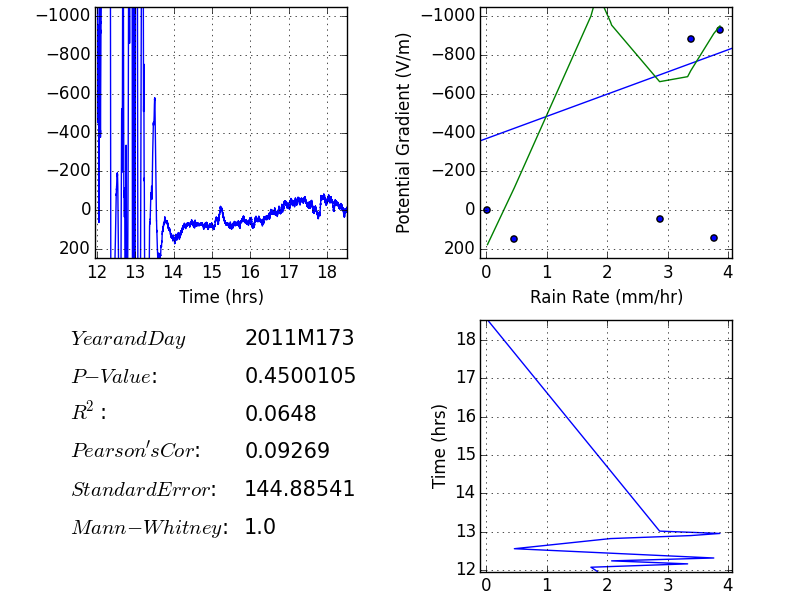 −1000
−800
−600
−400
−200
0
200
12 13 14 15 16 17 18
Time (hrs)
Potential Gradient (V/m)
−1000
−800
−600
−400
−200
0
200
0 1 2 3 4
Rain Rate (mm/hr)
YearandDay 2011M173
P−Value: 0.4500105
R²: 0.0648
Pearson'sCor: 0.09269
StandardError: 144.88541
Mann−Whitney: 1.0
Time (hrs)
18
17
16
15
14
13
12
0 1 2 3 4